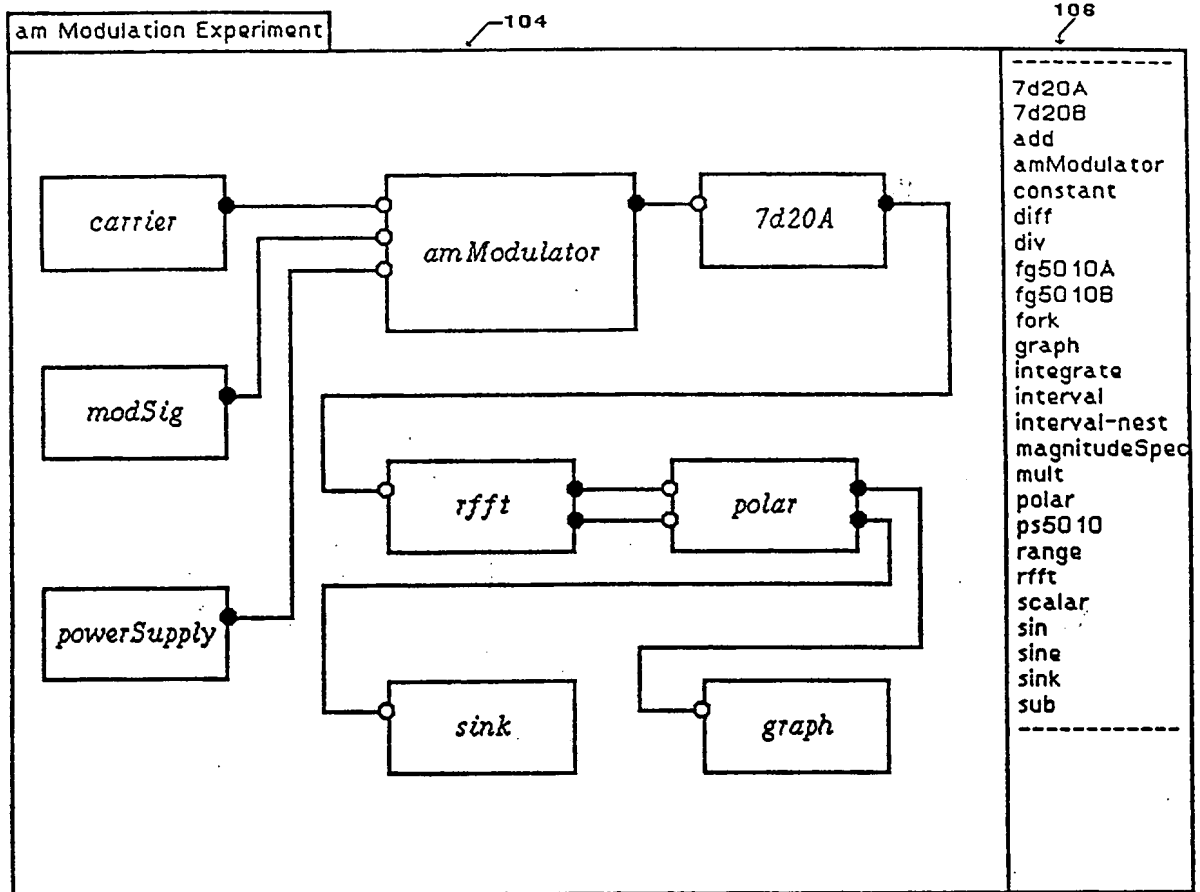 am Modulation Experiment
104
106
carrier
amModulator
7d20A
modSig
rfft
polar
powerSupply
sink
graph
------------
7d20A
7d20B
add
amModulator
constant
diff
div
fg5010A
fg5010B
fork
graph
integrate
interval
interval-nest
magnitudeSpec
mult
polar
ps5010
range
rfft
scalar
sin
sine
sink
sub
------------